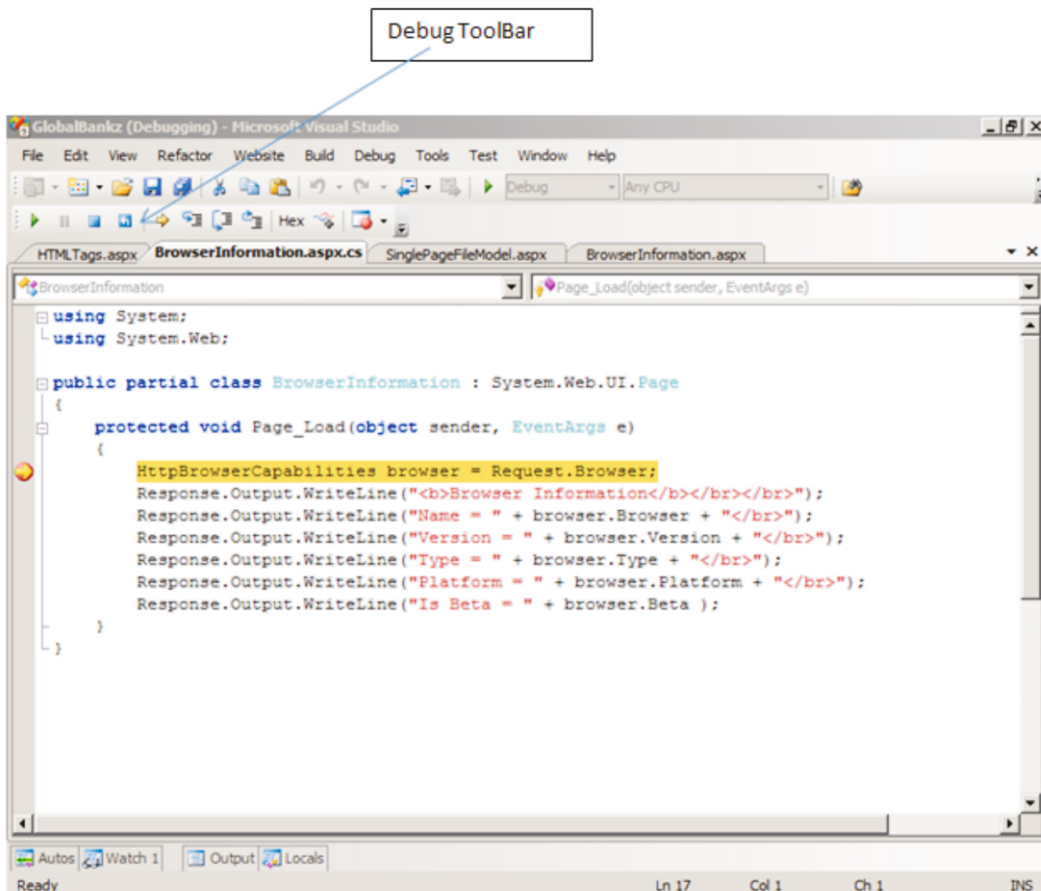 Debug ToolBar
GlobalBankz (Debugging) - Microsoft Visual Studio
File Edit View Refactor Website Build Debug Tools Test Window Help
Debug Any CPU
Hex
HTMLTags.aspx BrowserInformation.aspx.cs SinglePageFileModel.aspx BrowserInformation.aspx
BrowserInformation Page_Load(object sender, EventArgs e)
using System;
using System.Web;
public partial class BrowserInformation : System.Web.UI.Page
{
protected void Page_Load(object sender, EventArgs e)
{
HttpBrowserCapabilities browser = Request.Browser;
Response.Output.WriteLine("<b>Browser Information</b></br></br>");
Response.Output.WriteLine("Name = " + browser.Browser + "</br>");
Response.Output.WriteLine("Version = " + browser.Version + "</br>");
Response.Output.WriteLine("Type = " + browser.Type + "</br>");
Response.Output.WriteLine("Platform = " + browser.Platform + "</br>");
Response.Output.WriteLine("Is Beta = " + browser.Beta );
}
}
Autos Watch 1 Output Locals
Ready Ln 17 Col 1 Ch 1 INS